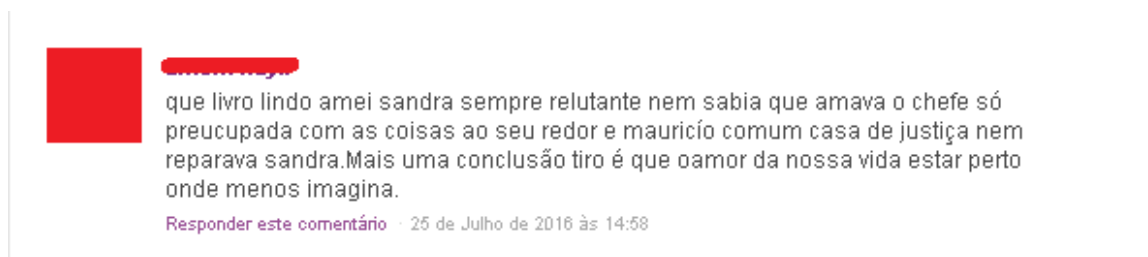 que livro lindo amei sandra sempre relutante nem sabia que amava o chefe só
preucupada com as coisas ao seu redor e mauricío comum casa de justiça nem
reparava sandra.Mais uma conclusão tiro é que oamor da nossa vida estar perto
onde menos imagina.
Responder este comentário · 25 de Julho de 2016 às 14:58